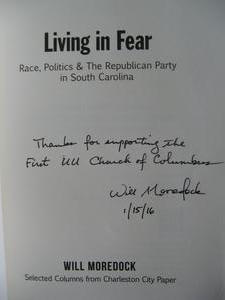 Living in Fear
Race, Politics & The Republican Party
in South Carolina
Thanks for supporting the
First UU Church of Columbus
Will Moredock
1/15/16
WILL MOREDOCK
Selected Columns from Charleston City Paper